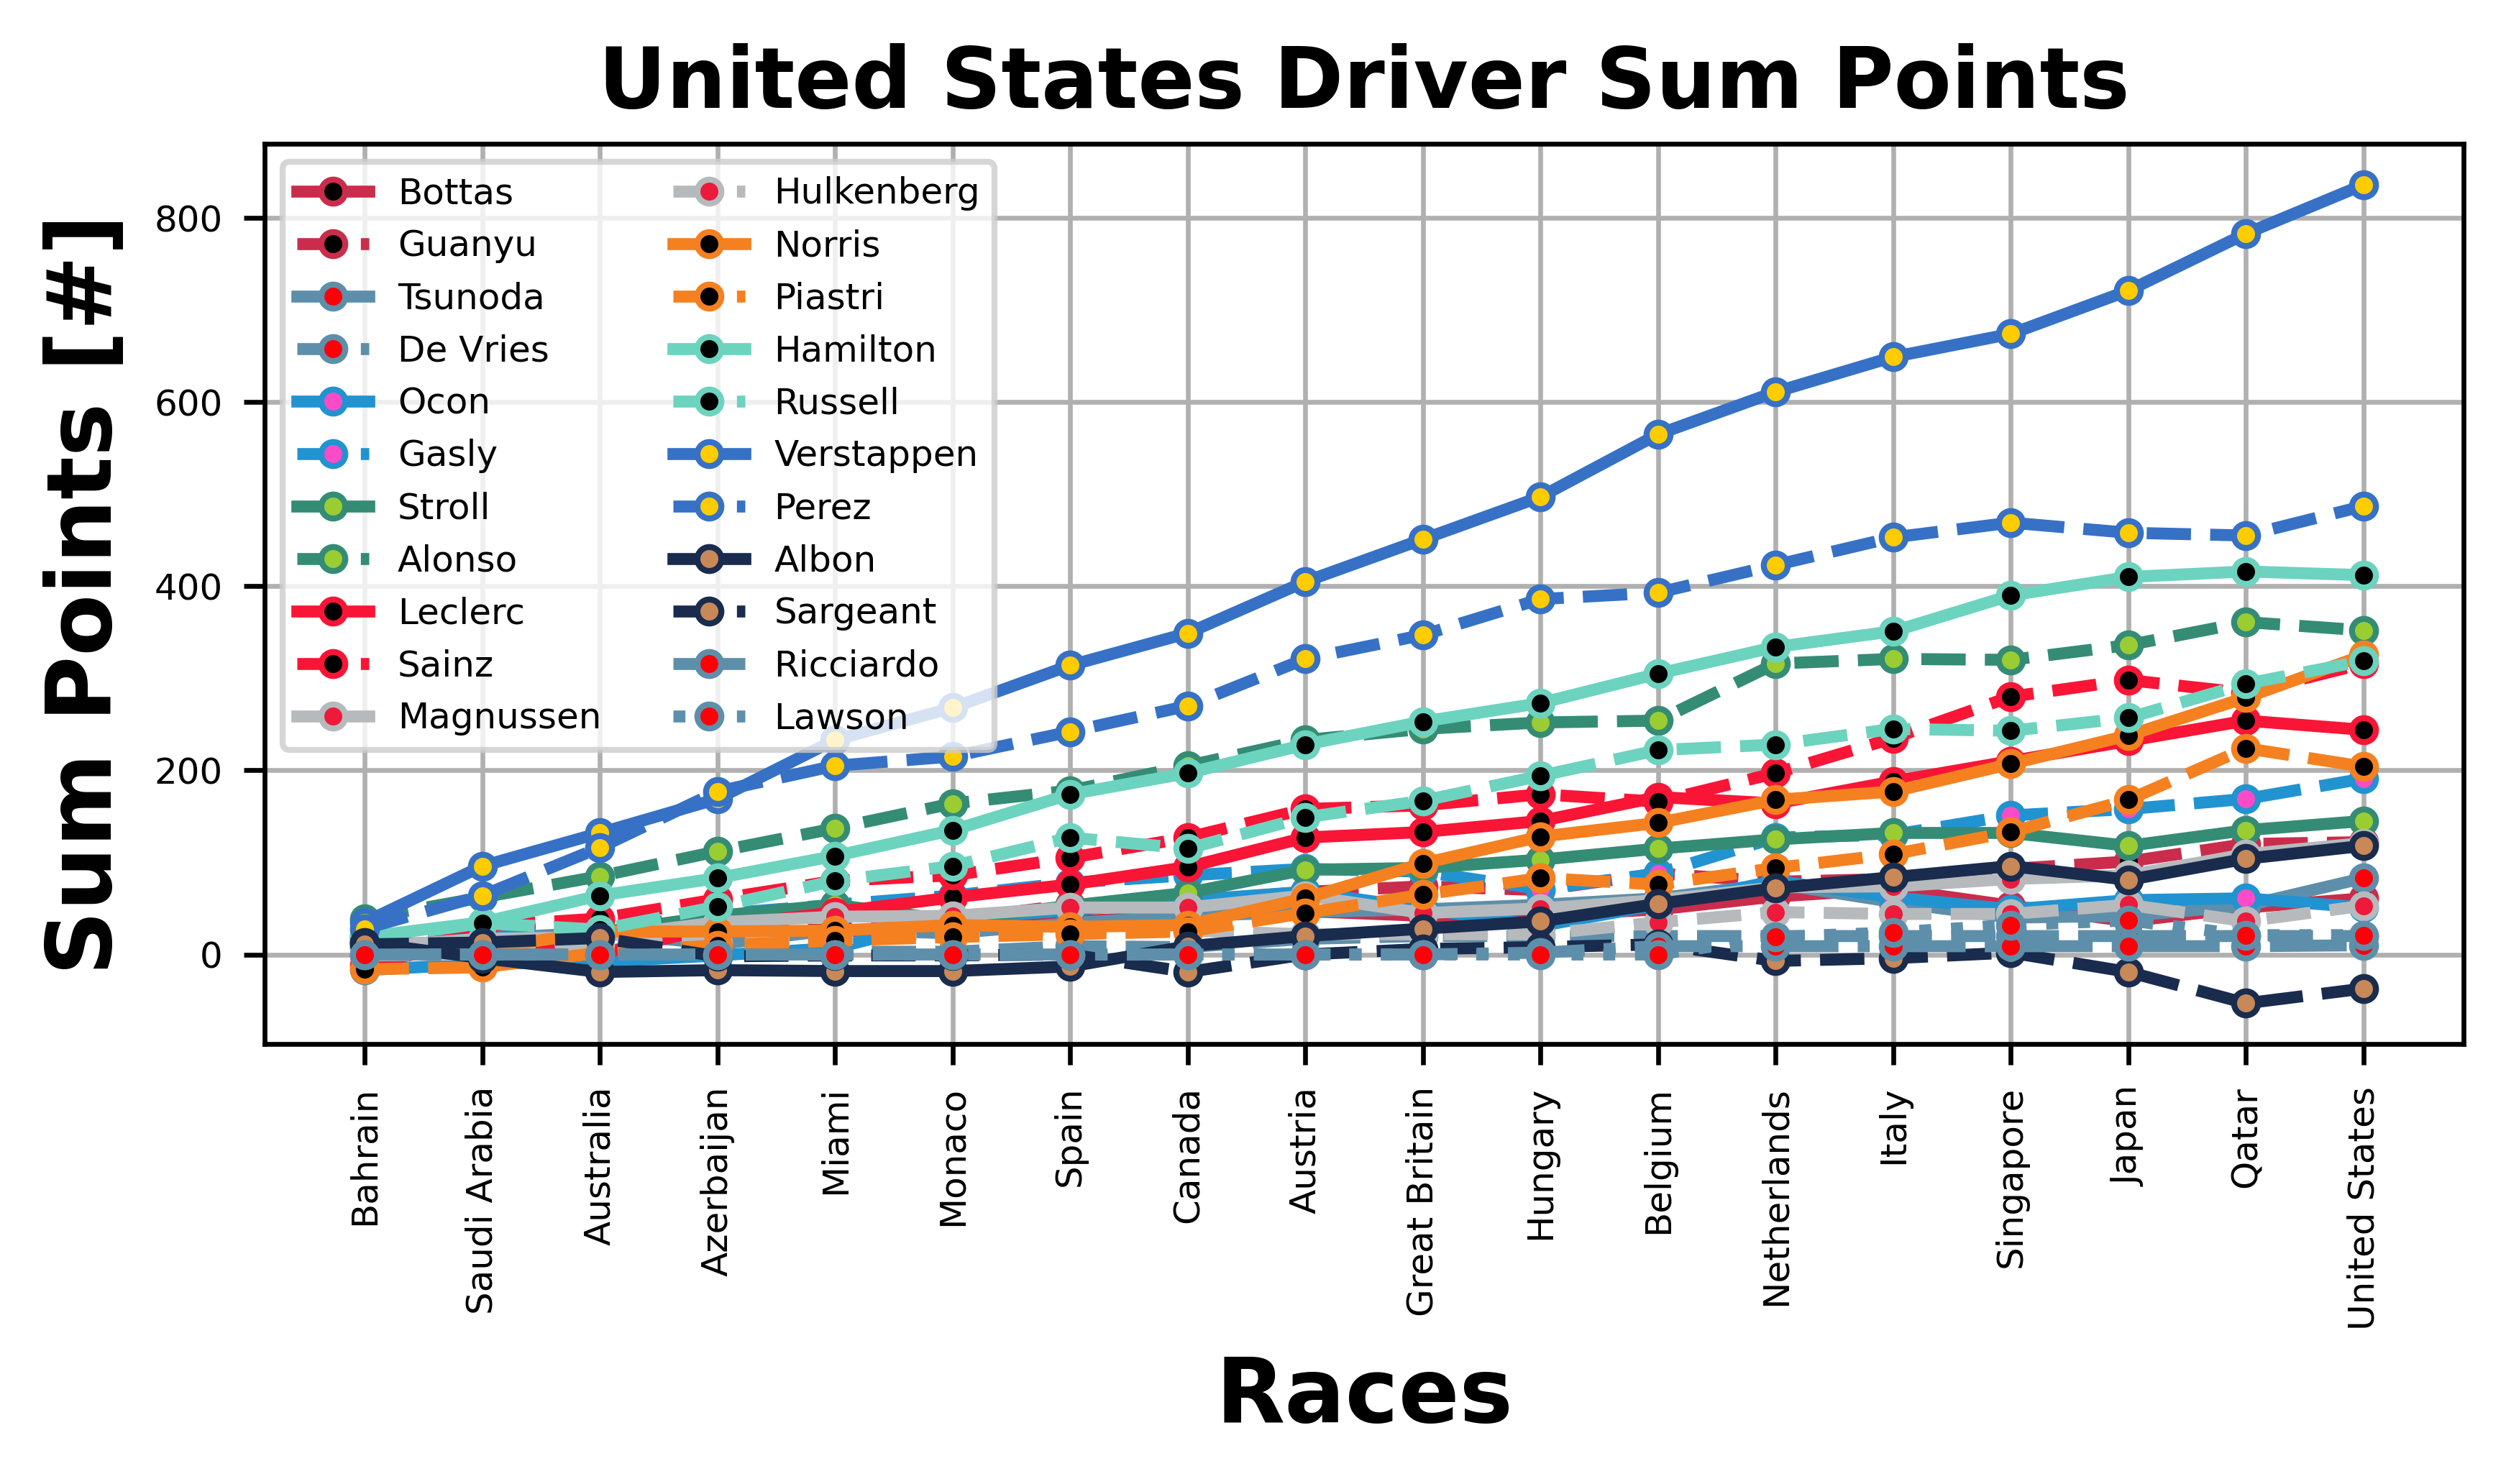 United States Driver Sum Points
Sum Points [#]
800
600
400
200
0
Bottas
Guanyu
Tsunoda
De Vries
Ocon
Gasly
Stroll
Alonso
Leclerc
Sainz
Magnussen
Hulkenberg
Norris
Piastri
Hamilton
Russell
Verstappen
Perez
Albon
Sargeant
Ricciardo
Lawson
Bahrain
Saudi Arabia
Australia
Azerbaijan
Miami
Monaco
Spain
Canada
Austria
Great Britain
Hungary
Belgium
Netherlands
Italy
Singapore
Japan
Qatar
United States
Races